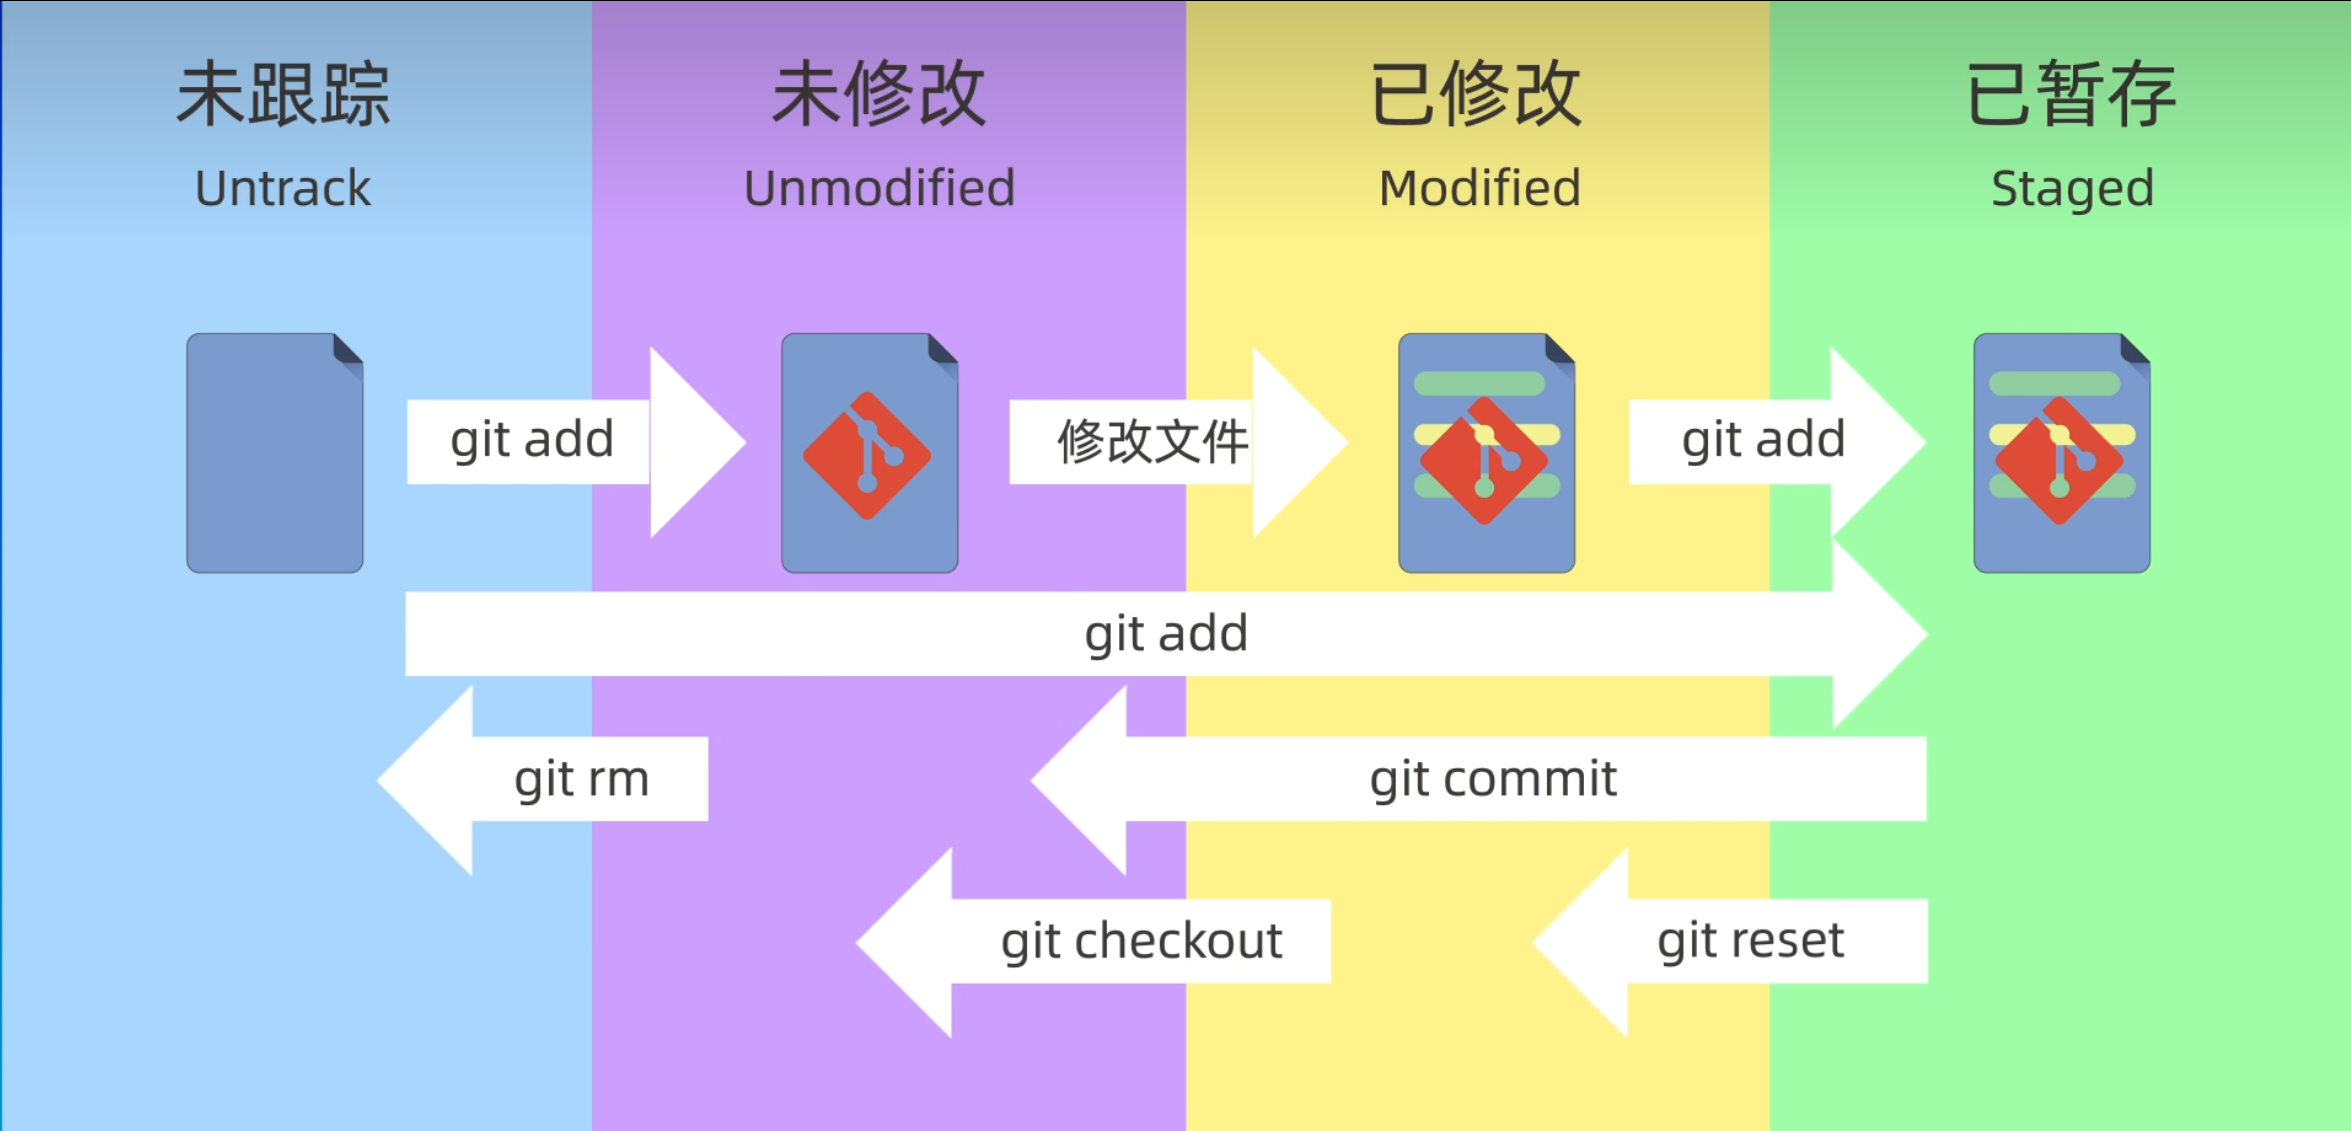 未跟踪
Untrack
未修改
Unmodified
已修改
Modified
已暂存
Staged
git add
修改文件
git add
git add
git rm
git commit
git checkout
git reset